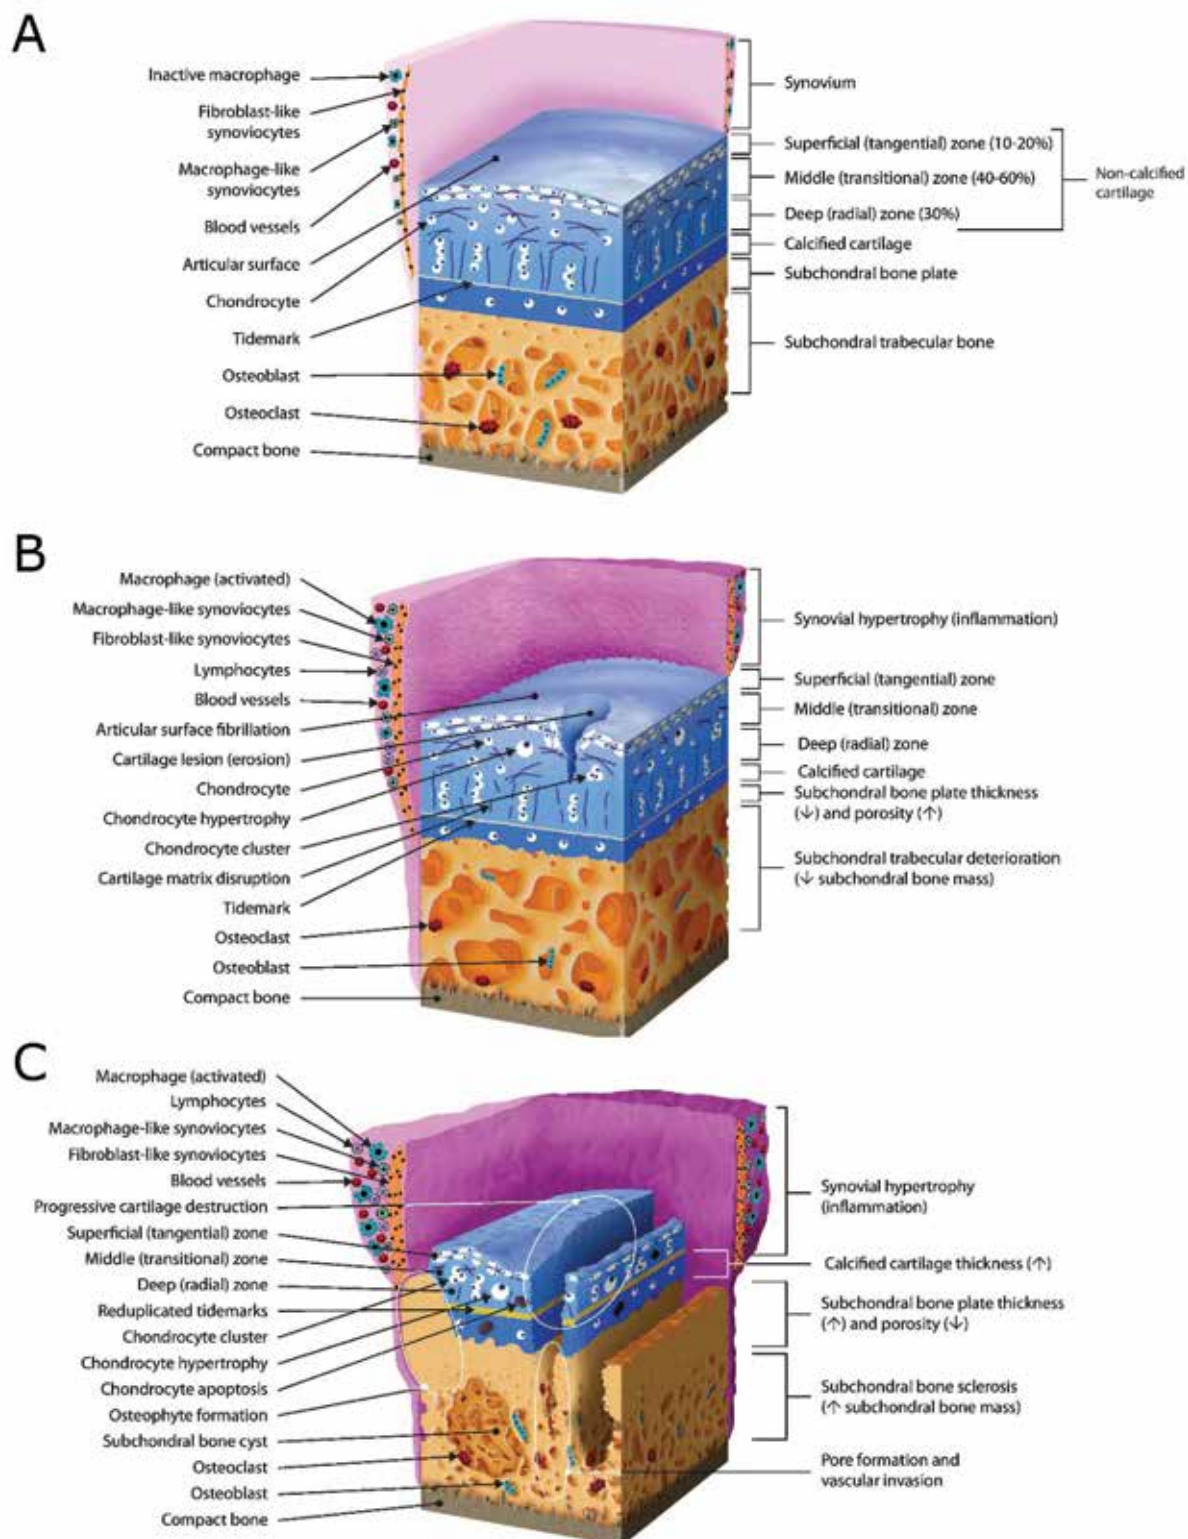 A
Inactive macrophage
Fibroblast-like
synoviocytes
Macrophage-like
synoviocytes
Blood vessels
Articular surface
Chondrocyte
Tidemark
Osteoblast
Osteoclast
Compact bone
Synovium
Superficial (tangential) zone (10-20%)
Middle (transitional) zone (40-60%)
Deep (radial) zone (30%)
Calcified cartilage
Subchondral bone plate
Subchondral trabecular bone
Non-calcified
cartilage
B
Macrophage (activated)
Macrophage-like synoviocytes
Fibroblast-like synoviocytes
Lymphocytes
Blood vessels
Articular surface fibrillation
Cartilage lesion (erosion)
Chondrocyte
Chondrocyte hypertrophy
Chondrocyte cluster
Cartilage matrix disruption
Tidemark
Osteoclast
Osteoblast
Compact bone
Synovial hypertrophy (inflammation)
Superficial (tangential) zone
Middle (transitional) zone
Deep (radial) zone
Calcified cartilage
Subchondral bone plate thickness
(↓) and porosity (↑)
Subchondral trabecular deterioration
(↓ subchondral bone mass)
C
Macrophage (activated)
Lymphocytes
Macrophage-like synoviocytes
Fibroblast-like synoviocytes
Blood vessels
Progressive cartilage destruction
Superficial (tangential) zone
Middle (transitional) zone
Deep (radial) zone
Reduplicated tidemarks
Chondrocyte cluster
Chondrocyte hypertrophy
Chondrocyte apoptosis
Osteophyte formation
Subchondral bone cyst
Osteoclast
Osteoblast
Compact bone
Synovial hypertrophy
(inflammation)
Calcified cartilage thickness (↑)
Subchondral bone plate thickness
(↑) and porosity (↓)
Subchondral bone sclerosis
(↑ subchondral bone mass)
Pore formation and
vascular invasion